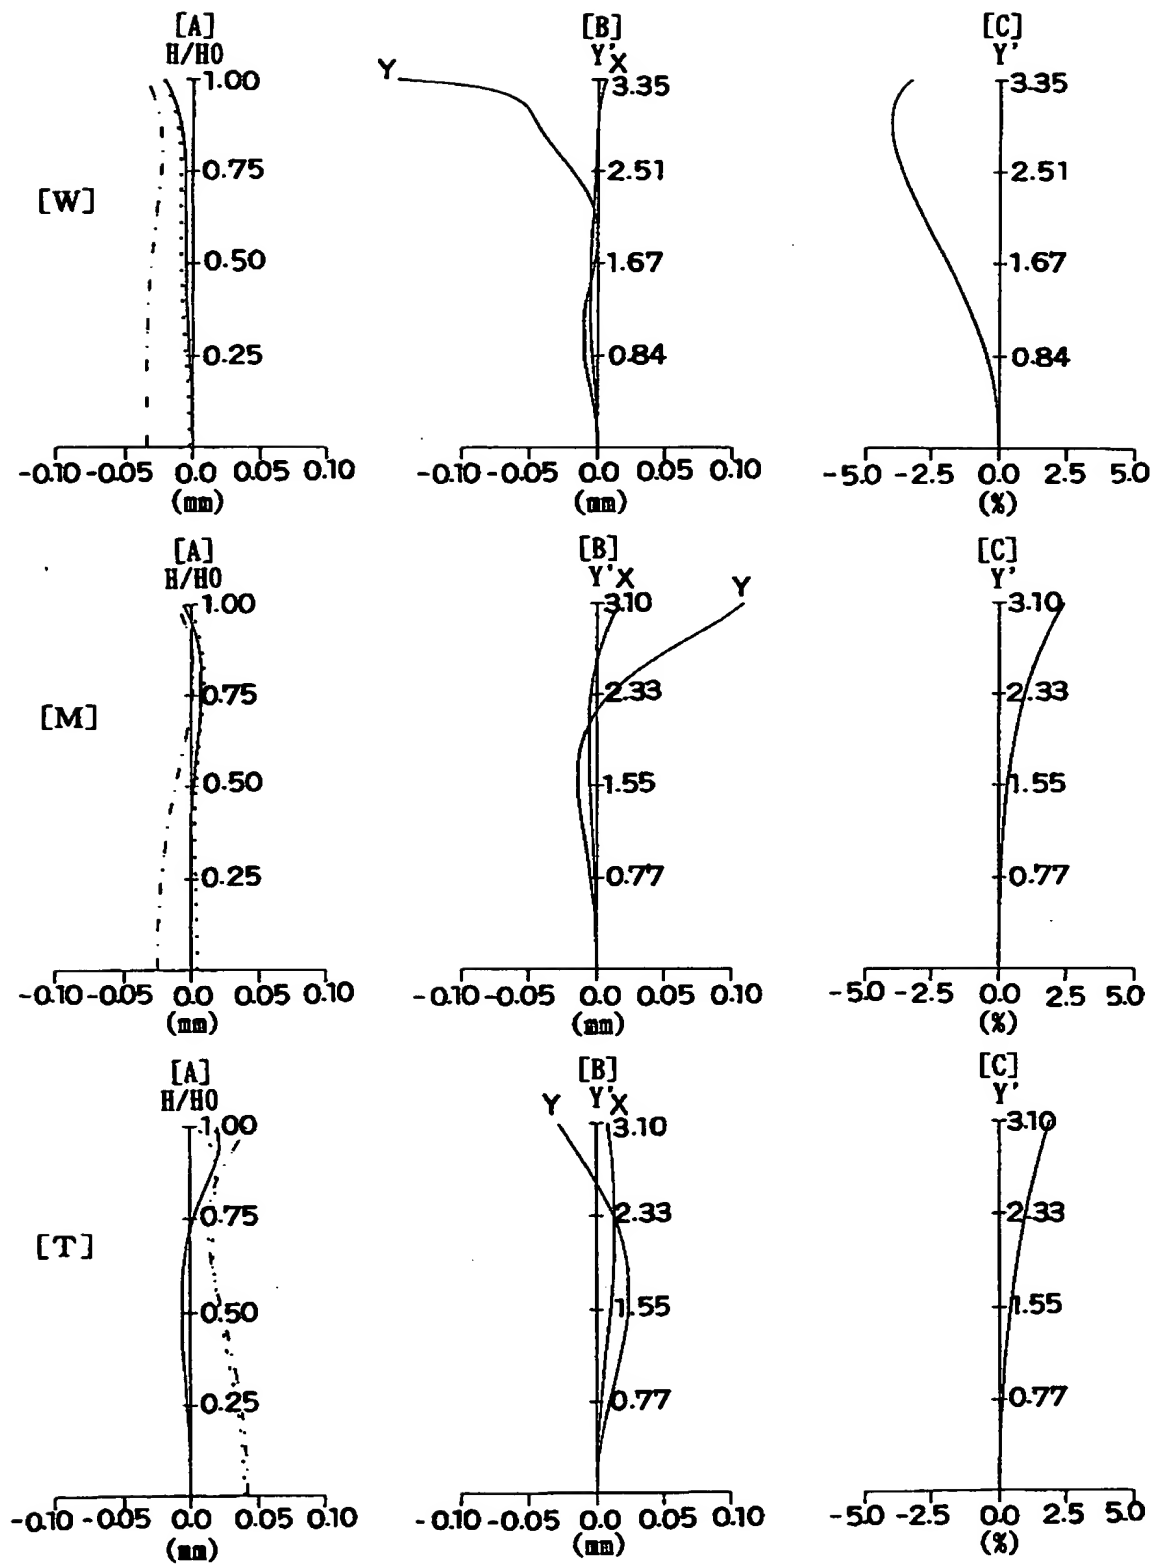 [A] [B] [C]
H/H0 Y' X Y'
Y 1.00 3.35 3.35
0.75 2.51 2.51
[W]
0.50 1.67 1.67
0.25 0.84 0.84
-0.10 -0.05 0.0 0.05 0.10 -0.10 -0.05 0.0 0.05 0.10 -5.0 -2.5 0.0 2.5 5.0
(mm) (mm) (%)
[A] [B] [C]
H/H0 Y' X Y Y'
1.00 3.10 3.10
0.75 2.33 2.33
[M]
0.50 1.55 1.55
0.25 0.77 0.77
-0.10 -0.05 0.0 0.05 0.10 -0.10 -0.05 0.0 0.05 0.10 -5.0 -2.5 0.0 2.5 5.0
(mm) (mm) (%)
[A] [B] [C]
H/H0 Y Y' X Y'
1.00 3.10 3.10
0.75 2.33 2.33
[T]
0.50 1.55 1.55
0.25 0.77 0.77
-0.10 -0.05 0.0 0.05 0.10 -0.10 -0.05 0.0 0.05 0.10 -5.0 -2.5 0.0 2.5 5.0
(mm) (mm) (%)